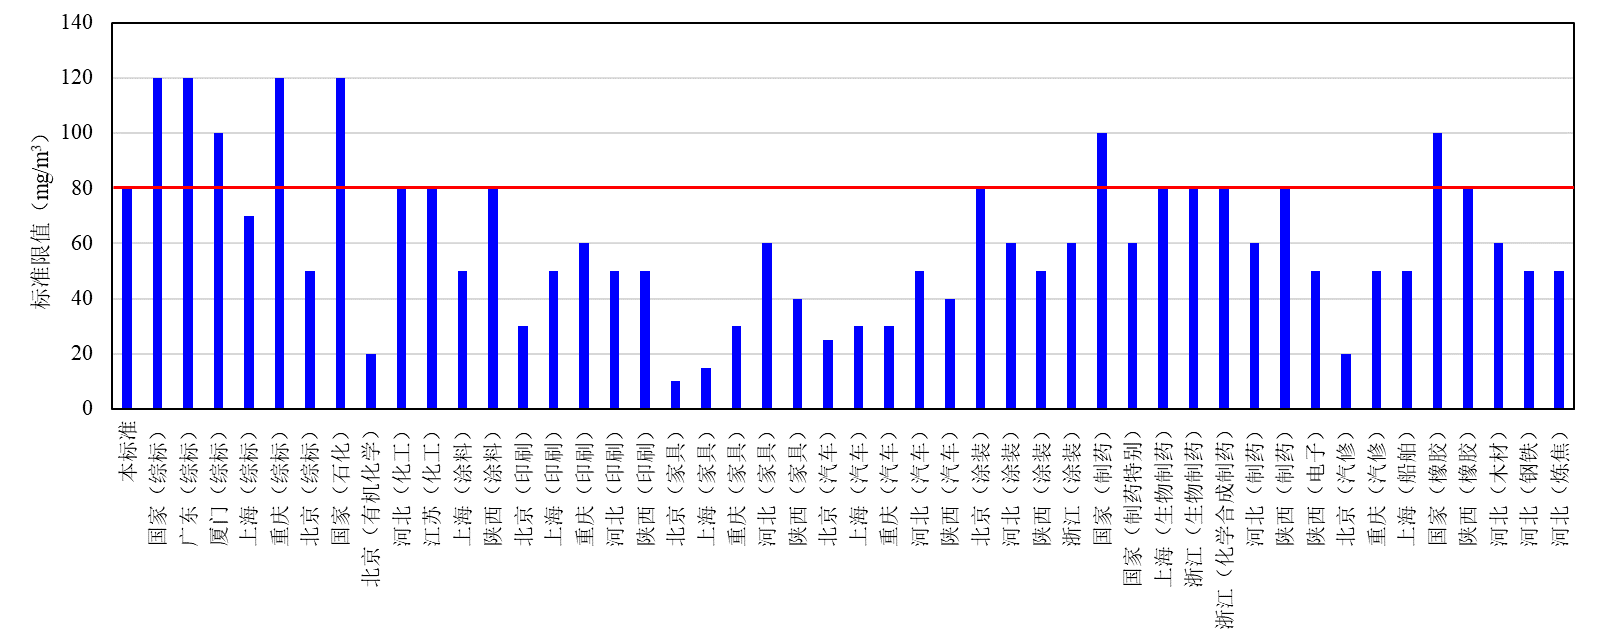 140
120
100
80
60
40
20
0
标准限值（mg/m³）
本标准
国家（综标）
广东（综标）
厦门（综标）
上海（综标）
重庆（综标）
北京（综标）
国家（石化）
北京（有机化学）
河北（化工）
江苏（化工）
上海（涂料）
陕西（涂料）
北京（印刷）
上海（印刷）
重庆（印刷）
河北（印刷）
陕西（印刷）
北京（家具）
上海（家具）
重庆（家具）
河北（家具）
陕西（家具）
北京（汽车）
上海（汽车）
重庆（汽车）
河北（汽车）
陕西（汽车）
北京（涂装）
河北（涂装）
陕西（涂装）
浙江（涂装）
国家（制药）
国家（制药特别）
上海（生物制药）
浙江（生物制药）
浙江（化学合成制药）
河北（制药）
陕西（制药）
陕西（电子）
北京（汽修）
重庆（汽修）
上海（船舶）
国家（橡胶）
陕西（橡胶）
河北（木材）
河北（钢铁）
河北（炼焦）